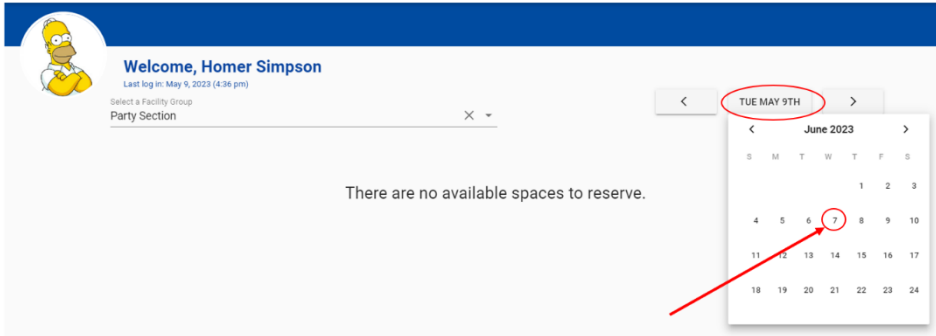 Welcome, Homer Simpson
Last log in: May 9, 2023 (4:36 pm)
Select a Facility Group
Party Section
TUE MAY 9TH
June 2023
S M T W T F S
1 2 3
4 5 6 7 8 9 10
11 12 13 14 15 16 17
18 19 20 21 22 23 24
There are no available spaces to reserve.